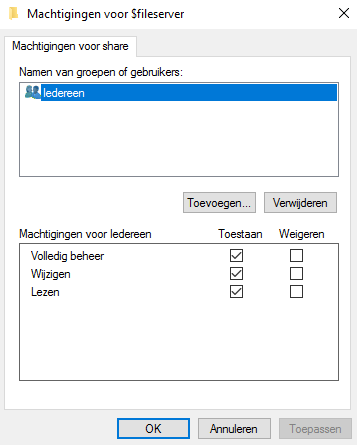 Machtigingen voor $fileserver
Machtigingen voor share
Namen van groepen of gebruikers:
Iedereen
Toevoegen... Verwijderen
Machtigingen voor Iedereen Toestaan Weigeren
Volledig beheer
Wijzigen
Lezen
OK Annuleren Toepassen